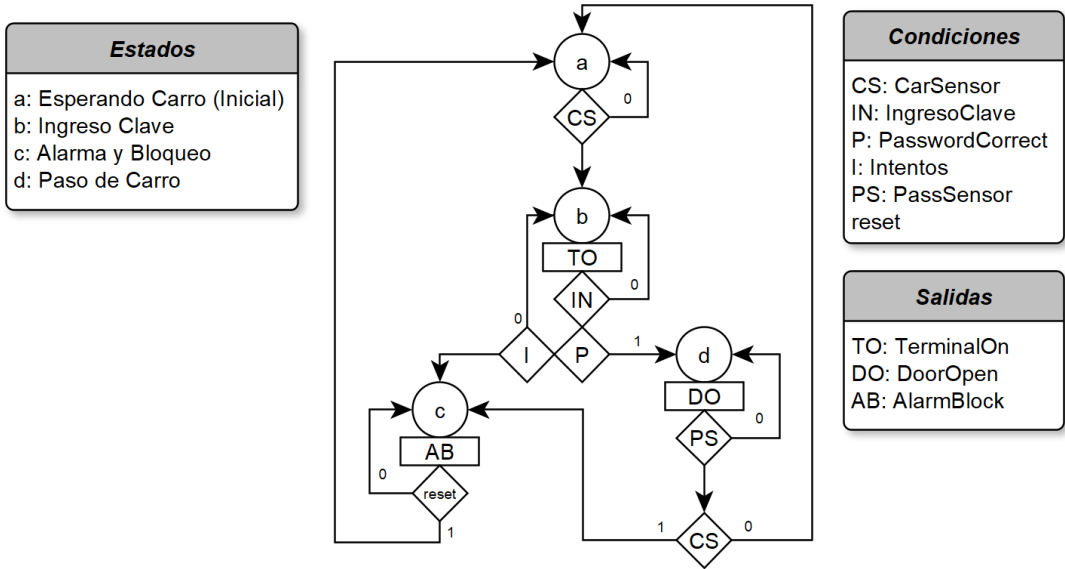 Estados
a: Esperando Carro (Inicial)
b: Ingreso Clave
c: Alarma y Bloqueo
d: Paso de Carro
a
0
CS
b
TO
0
IN
0
I
P
1
d
DO
0
PS
c
AB
0
reset
1
1
CS
0
Condiciones
CS: CarSensor
IN: IngresoClave
P: PasswordCorrect
I: Intentos
PS: PassSensor
reset
Salidas
TO: TerminalOn
DO: DoorOpen
AB: AlarmBlock